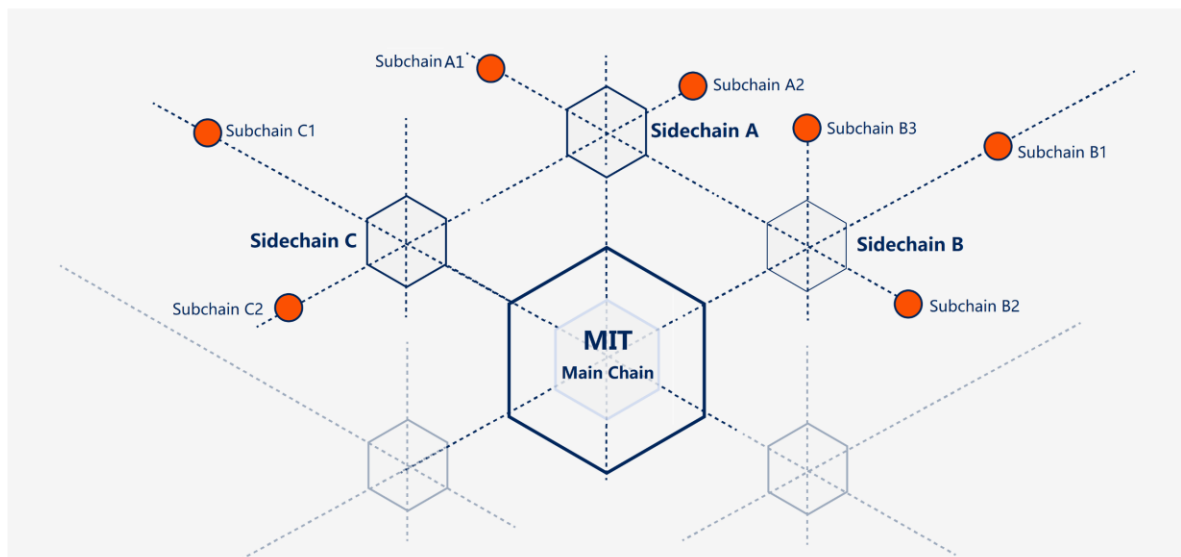 Subchain A1
Subchain A2
Sidechain A
Subchain B3
Subchain C1
Subchain B1
Sidechain C
Sidechain B
Subchain C2
Subchain B2
MIT
Main Chain